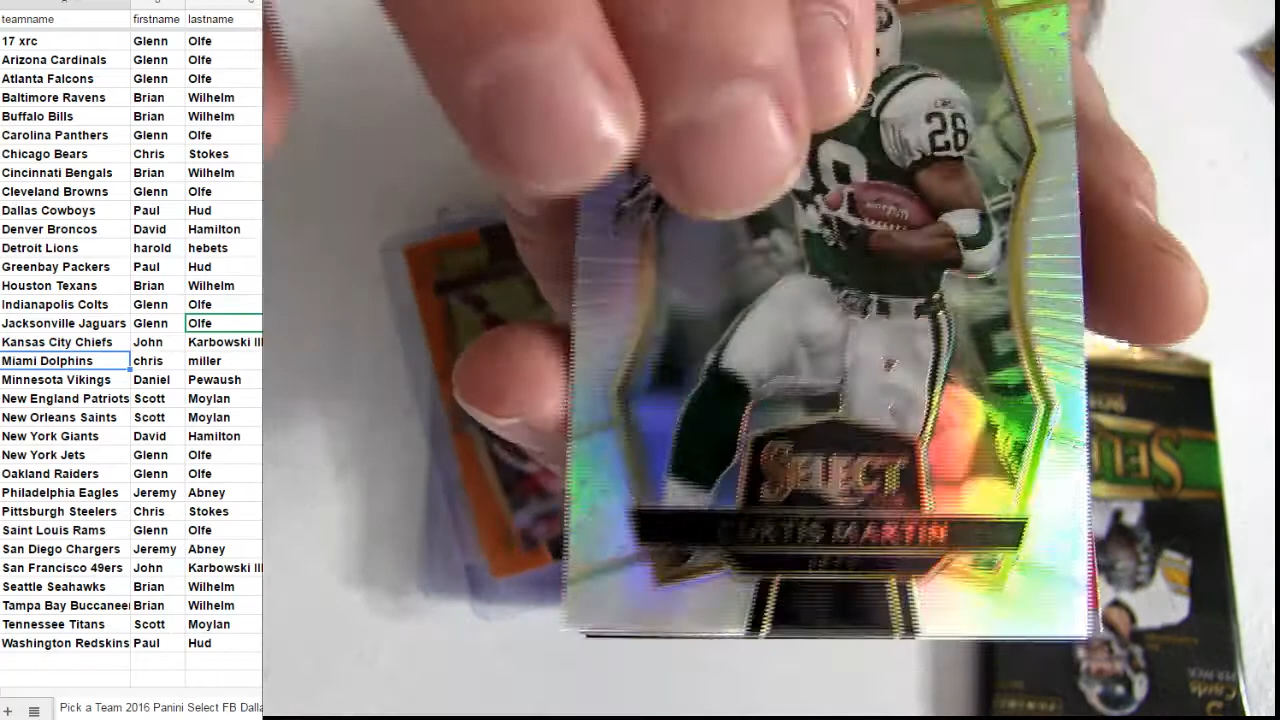 teamname firstname lastname
17 xrc Glenn Olfe
Arizona Cardinals Glenn Olfe
Atlanta Falcons Glenn Olfe
Baltimore Ravens Brian Wilhelm
Buffalo Bills Brian Wilhelm
Carolina Panthers Glenn Olfe
Chicago Bears Chris Stokes
Cincinnati Bengals Brian Wilhelm
Cleveland Browns Glenn Olfe
Dallas Cowboys Paul Hud
Denver Broncos David Hamilton
Detroit Lions harold hebets
Greenbay Packers Paul Hud
Houston Texans Brian Wilhelm
Indianapolis Colts Glenn Olfe
Jacksonville Jaguars Glenn Olfe
Kansas City Chiefs John Karbowski III
Miami Dolphins chris miller
Minnesota Vikings Daniel Pewaush
New England Patriots Scott Moylan
New Orleans Saints Scott Moylan
New York Giants David Hamilton
New York Jets Glenn Olfe
Oakland Raiders Glenn Olfe
Philadelphia Eagles Jeremy Abney
Pittsburgh Steelers Chris Stokes
Saint Louis Rams Glenn Olfe
San Diego Chargers Jeremy Abney
San Francisco 49ers John Karbowski III
Seattle Seahawks Brian Wilhelm
Tampa Bay Buccaneer Brian Wilhelm
Tennessee Titans Scott Moylan
Washington Redskins Paul Hud
Pick a Team 2016 Panini Select FB Dalla
28
SELECT
CURTIS MARTIN
JETS
SELECT
Cards
PER PACK
PANINI